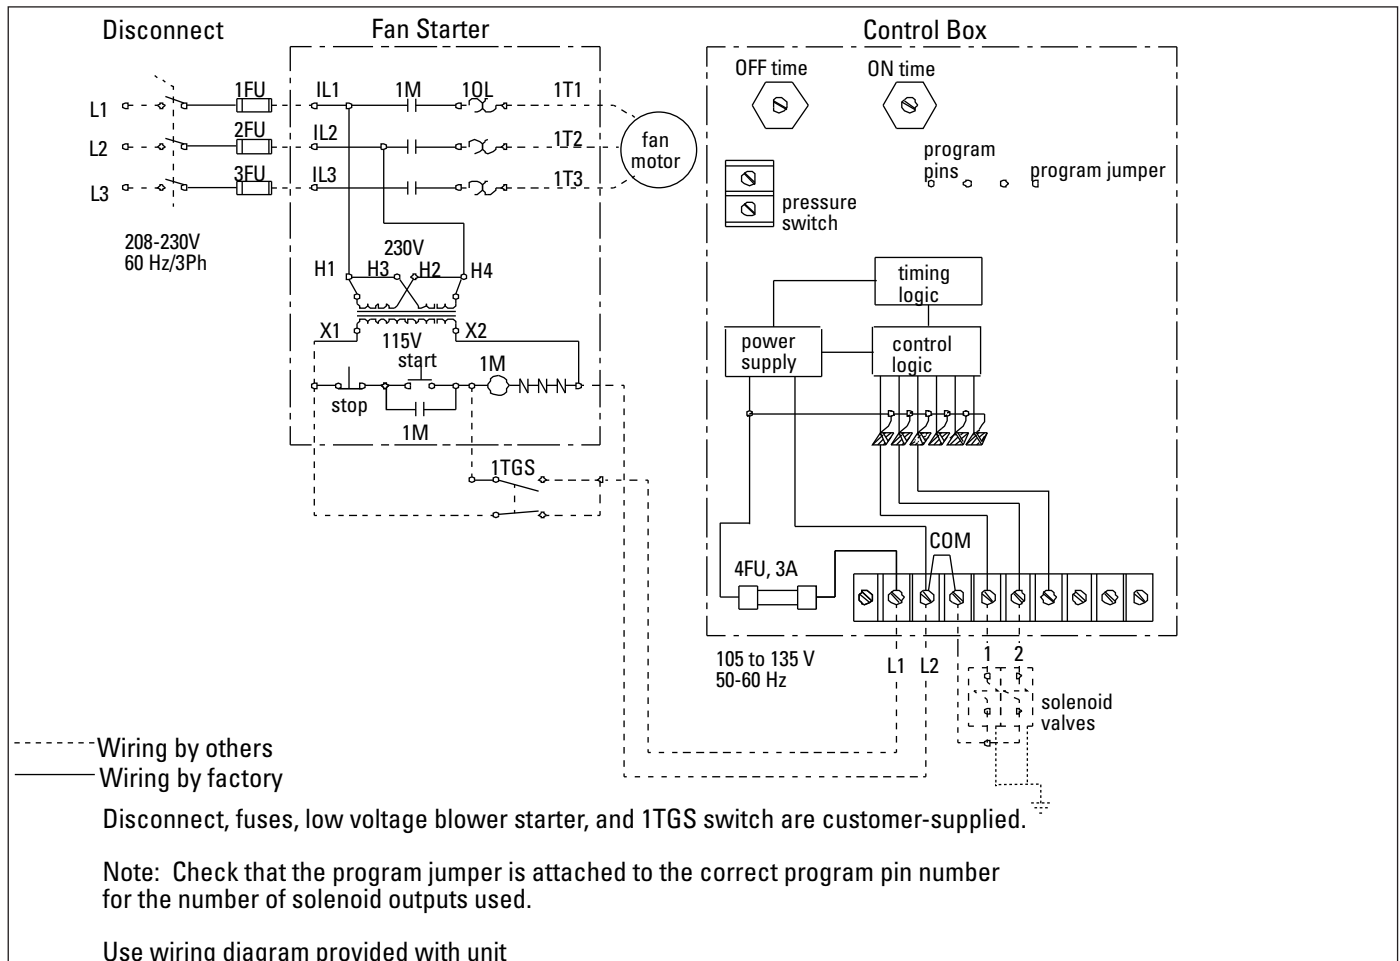 Disconnect
Fan Starter
Control Box
OFF time
ON time
1FU
IL1
1M
1OL
1T1
L1
2FU
IL2
1T2
L2
fan
motor
3FU
IL3
1T3
L3
program
pins
program jumper
pressure
switch
208-230V
60 Hz/3Ph
230V
H1
H3
H2
H4
timing
logic
X1
115V
X2
start
1M
stop
1M
power
supply
control
logic
1TGS
COM
4FU, 3A
105 to 135 V
50-60 Hz
L1
L2
1
2
solenoid
valves
Wiring by others
Wiring by factory
Disconnect, fuses, low voltage blower starter, and 1TGS switch are customer-supplied.
Note: Check that the program jumper is attached to the correct program pin number
for the number of solenoid outputs used.
Use wiring diagram provided with unit